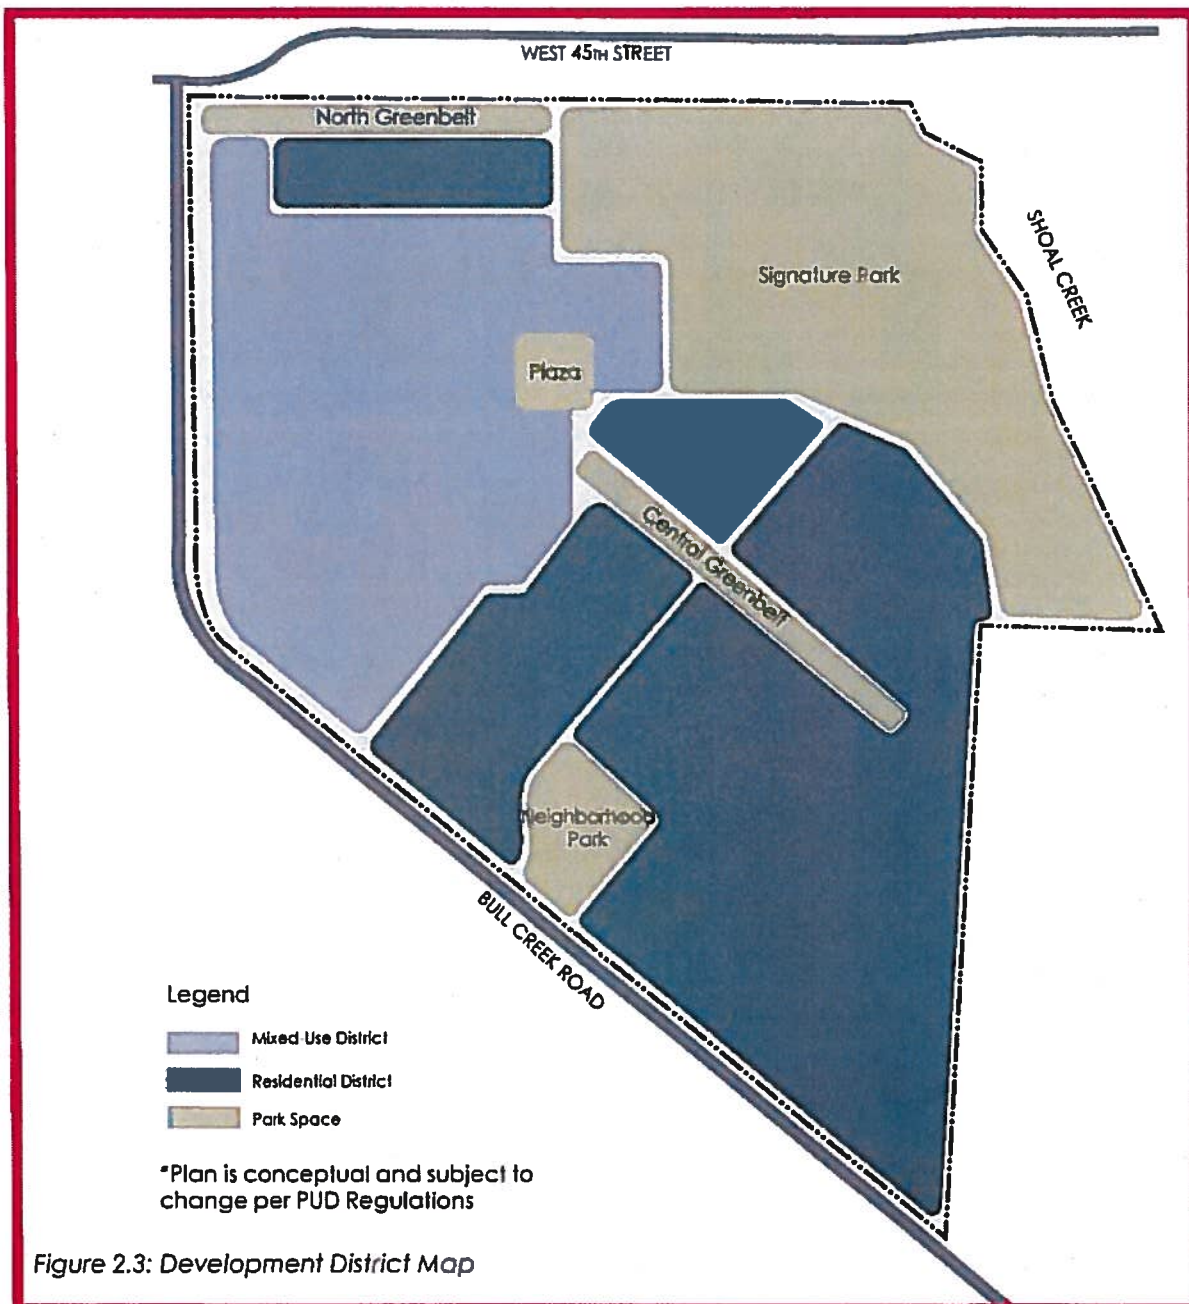 WEST 45TH STREET
North Greenbelt
SHOAL CREEK
Signature Park
Plaza
Central Greenbelt
Neighborhood
Park
BULL CREEK ROAD
Legend
Mixed-Use District
Residential District
Park Space
*Plan is conceptual and subject to
change per PUD Regulations
Figure 2.3: Development District Map